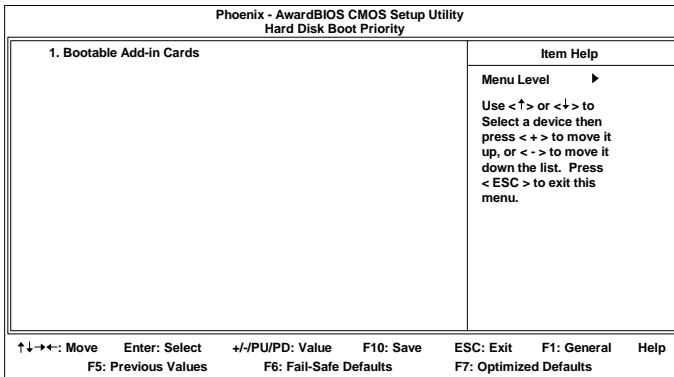 Phoenix - AwardBIOS CMOS Setup Utility
Hard Disk Boot Priority
1. Bootable Add-in Cards
Item Help
Menu Level ▶
Use <↑> or <↓> to
Select a device then
press < + > to move it
up, or < - > to move it
down the list. Press
< ESC > to exit this
menu.
↑↓→←: Move Enter: Select +/-/PU/PD: Value F10: Save ESC: Exit F1: General Help
F5: Previous Values F6: Fail-Safe Defaults F7: Optimized Defaults